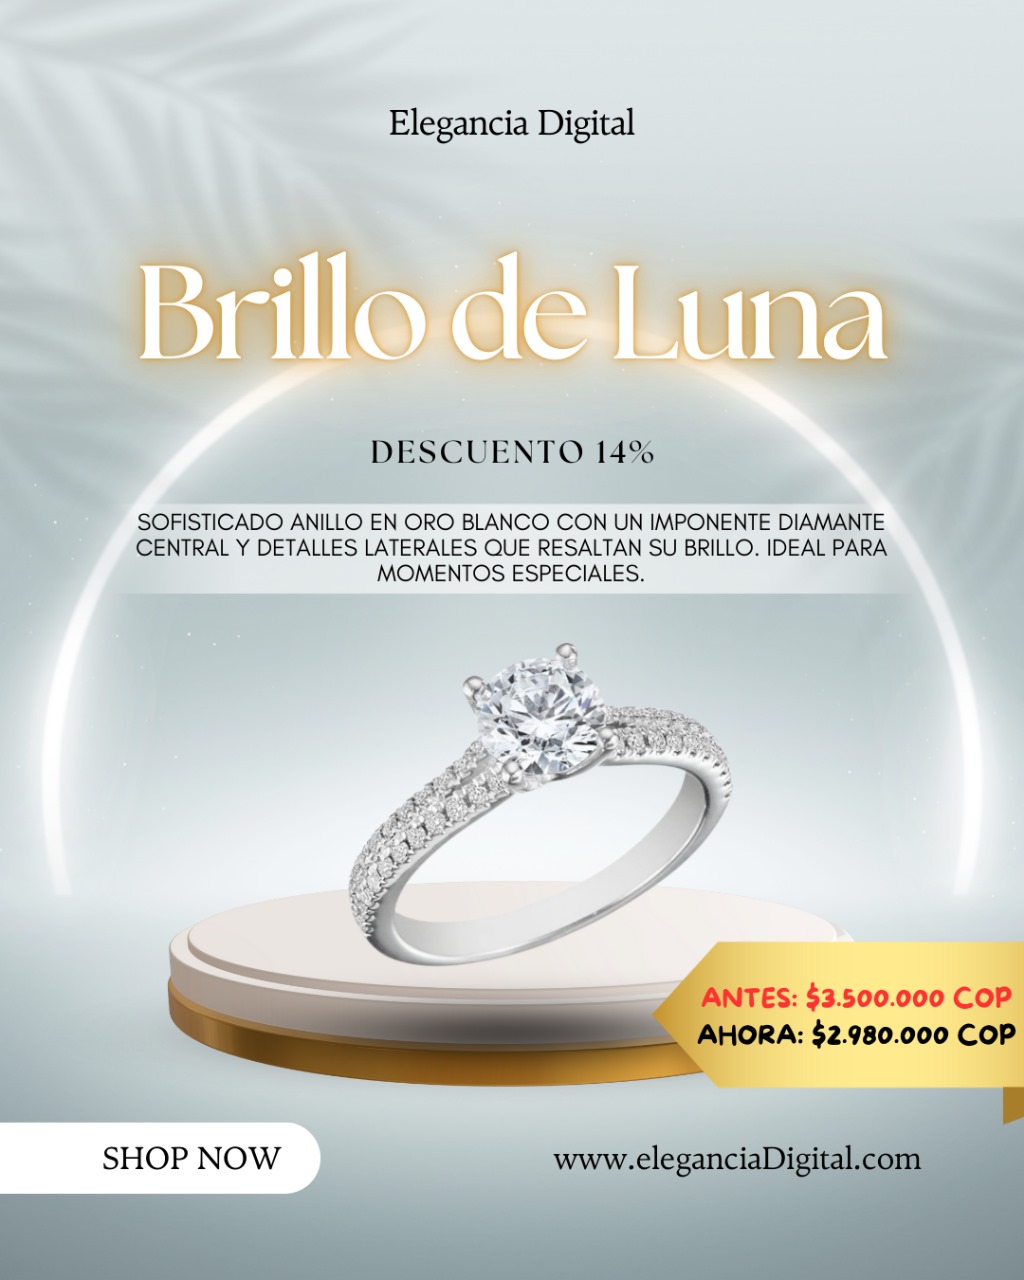 Elegancia Digital
Brillo de Luna
DESCUENTO 14%
SOFISTICADO ANILLO EN ORO BLANCO CON UN IMPONENTE DIAMANTE
CENTRAL Y DETALLES LATERALES QUE RESALTAN SU BRILLO. IDEAL PARA
MOMENTOS ESPECIALES.
ANTES: $3.500.000 COP
AHORA: $2.980.000 COP
SHOP NOW
www.eleganciaDigital.com